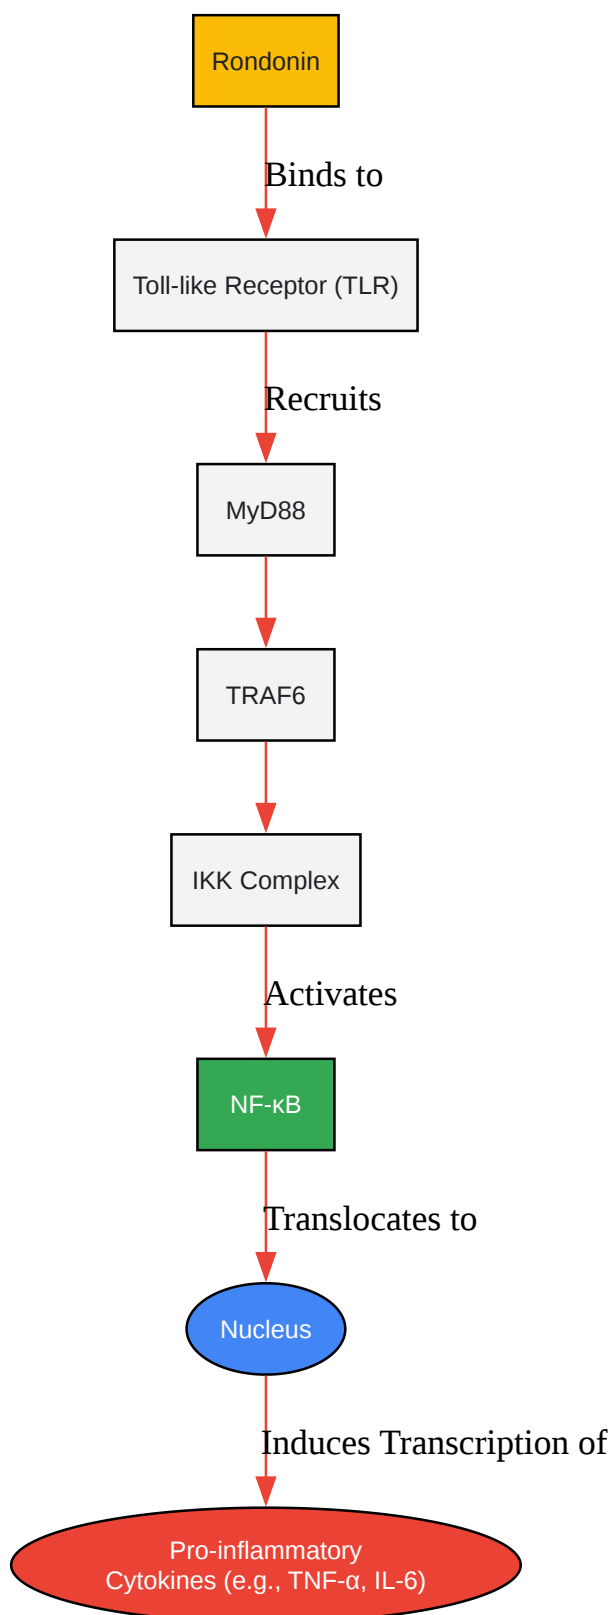 Rondonin
Binds to
Toll-like Receptor (TLR)
Recruits
MyD88
TRAF6
IKK Complex
Activates
NF-κB
Translocates to
Nucleus
Induces Transcription of
Pro-inflammatory
Cytokines (e.g., TNF-α, IL-6)